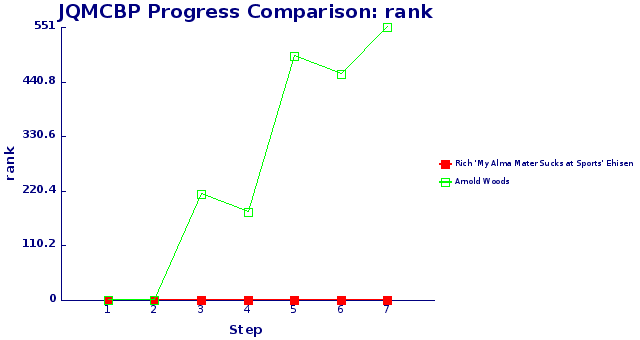 JQMCBP Progress Comparison: rank
551
440.8
330.6
220.4
110.2
0
rank
1 2 3 4 5 6 7
Step
Rich 'My Alma Mater Sucks at Sports' Ehisen
Arnold Woods